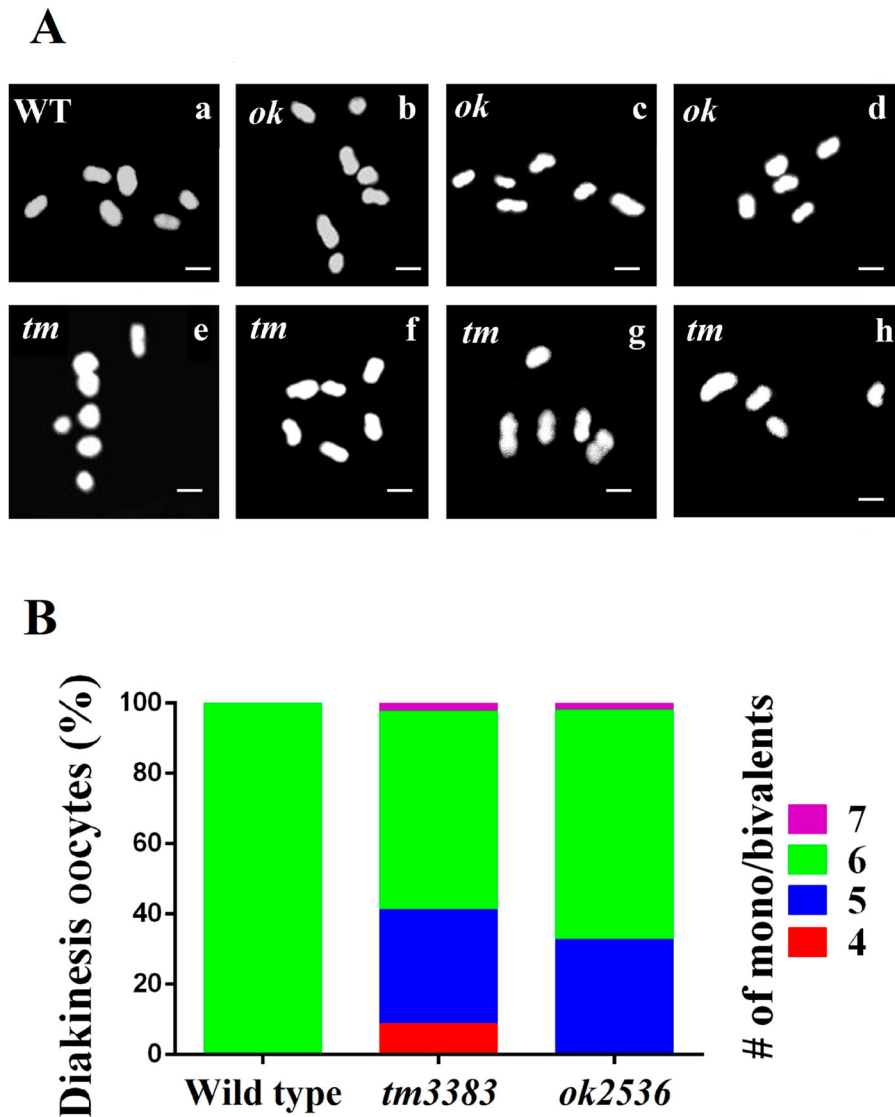 A
WT a
ok b
ok c
ok d
tm e
tm f
tm g
tm h
B
Diakinesis oocytes (%)
100
80
60
40
20
0
Wild type tm3383 ok2536
# of mono/bivalents
7
6
5
4